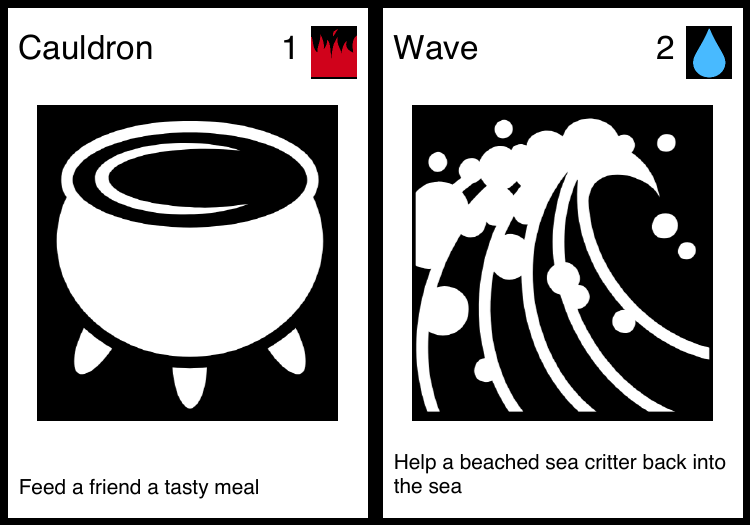 Cauldron 1
Feed a friend a tasty meal
Wave 2
Help a beached sea critter back into
the sea